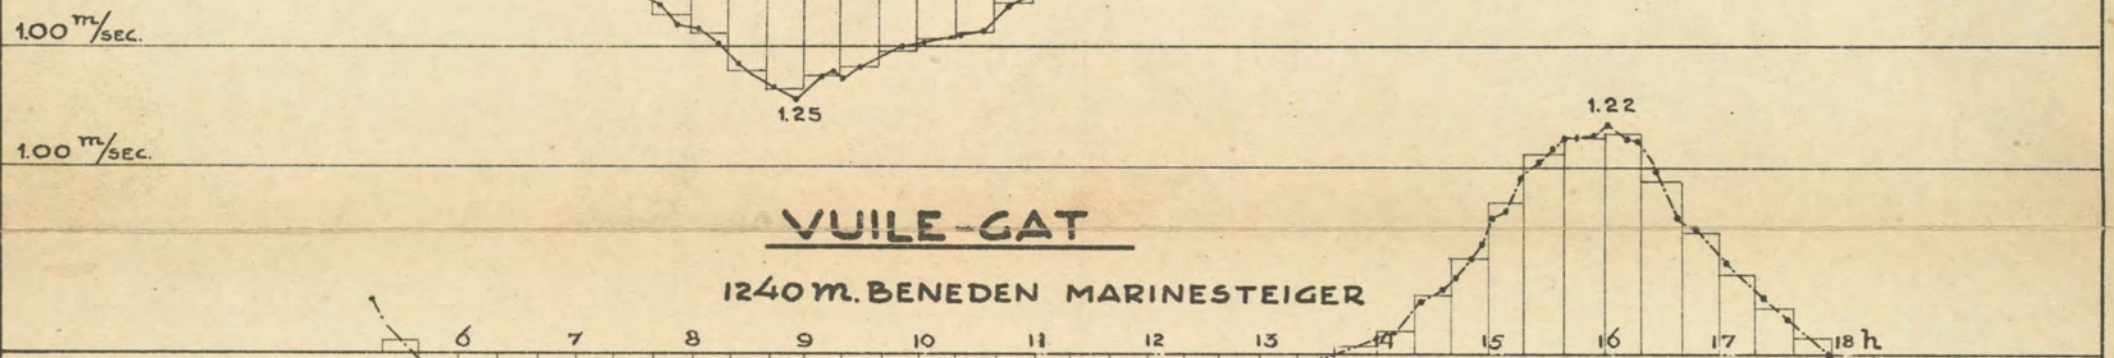 1.00 m/SEC.
1.25
1.22
1.00 m/SEC.
VUILE-GAT
1240 m. BENEDEN MARINESTEIGER
6 7 8 9 10 11 12 13 14 15 16 17 18 h